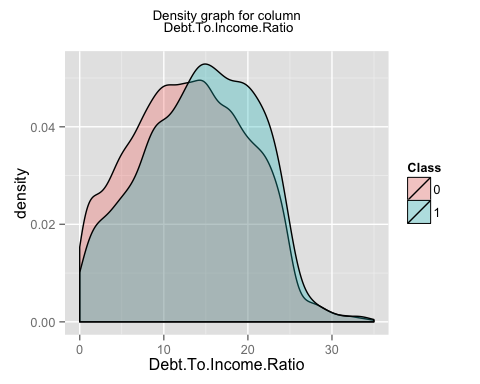 Density graph for column
Debt.To.Income.Ratio
density
0.04
0.02
0.00
0
10
20
30
Debt.To.Income.Ratio
Class
0
1